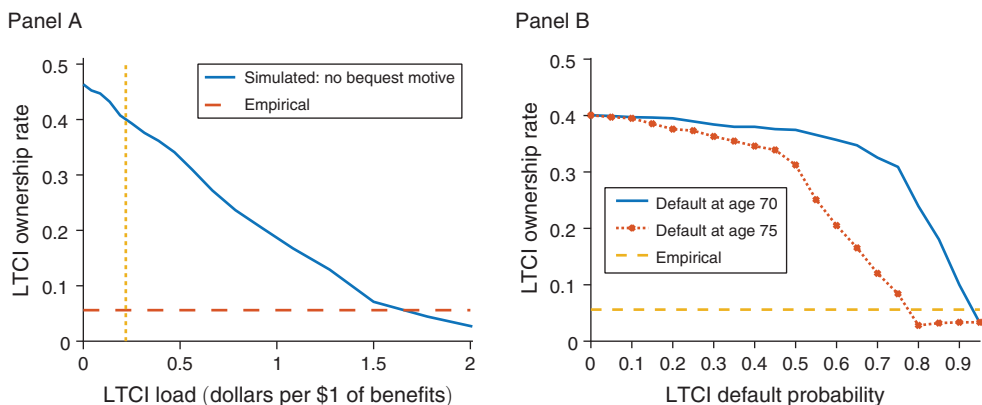 Panel A
0.5
0.4
0.3
0.2
0.1
0
LTCI ownership rate
Simulated: no bequest motive
Empirical
0
0.5
1
1.5
2
LTCI load (dollars per $1 of benefits)
Panel B
0.5
0.4
0.3
0.2
0.1
0
LTCI ownership rate
Default at age 70
Default at age 75
Empirical
0
0.1
0.2
0.3
0.4
0.5
0.6
0.7
0.8
0.9
LTCI default probability